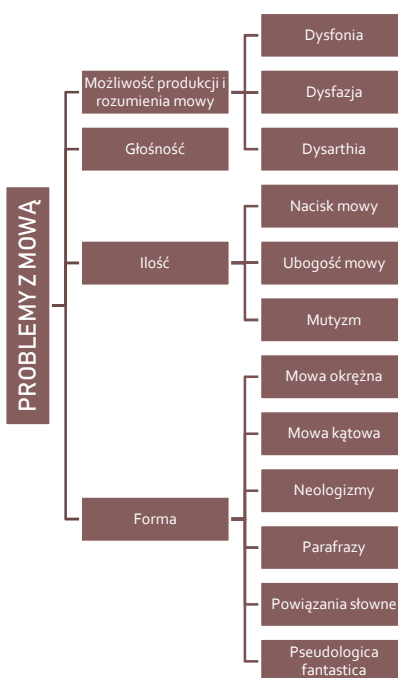 PROBLEMY Z MOWĄ
Możliwość produkcji i
rozumienia mowy
Dysfonia
Dysfazja
Dysarthia
Głośność
Ilość
Nacisk mowy
Ubogość mowy
Mutyzm
Forma
Mowa okrężna
Mowa kątowa
Neologizmy
Parafrazy
Powiązania słowne
Pseudologica
fantastica